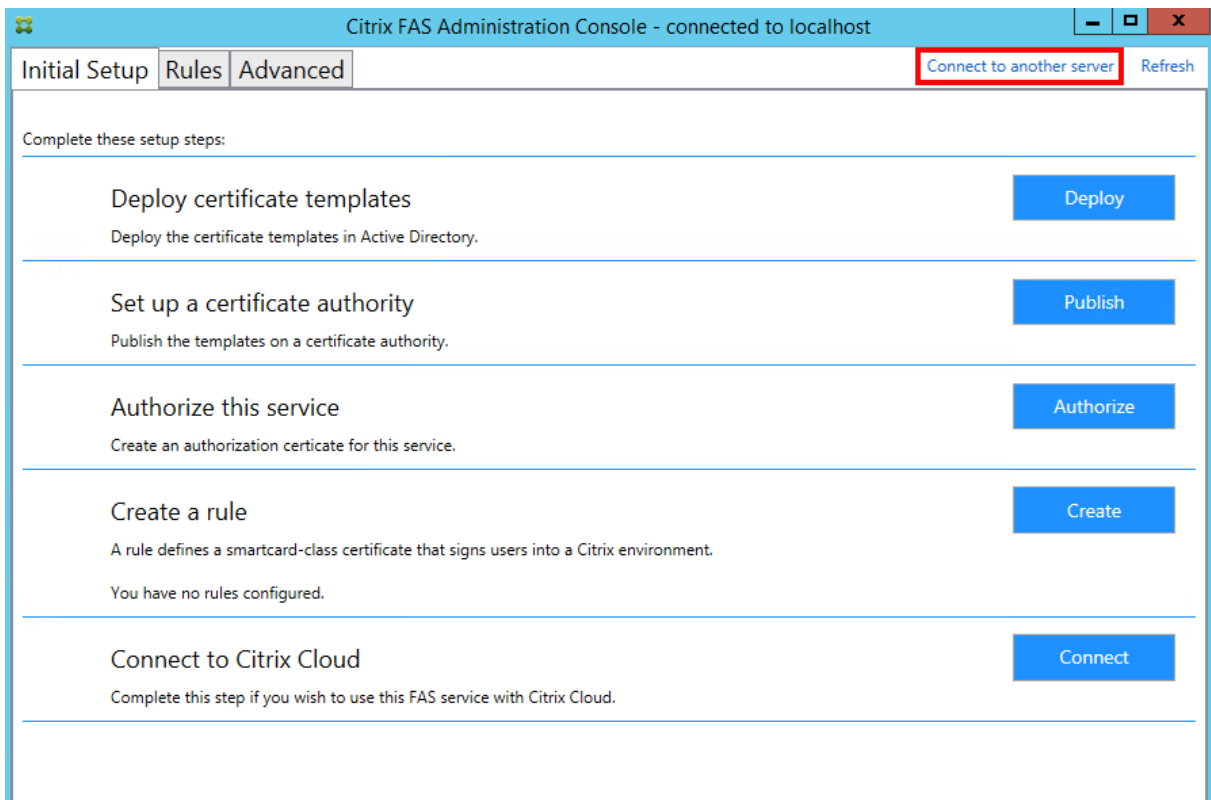 Citrix FAS Administration Console - connected to localhost
Initial Setup Rules Advanced Connect to another server Refresh
Complete these setup steps:
Deploy certificate templates
Deploy
Deploy the certificate templates in Active Directory.
Set up a certificate authority
Publish
Publish the templates on a certificate authority.
Authorize this service
Authorize
Create an authorization certicate for this service.
Create a rule
Create
A rule defines a smartcard-class certificate that signs users into a Citrix environment.
You have no rules configured.
Connect to Citrix Cloud
Connect
Complete this step if you wish to use this FAS service with Citrix Cloud.